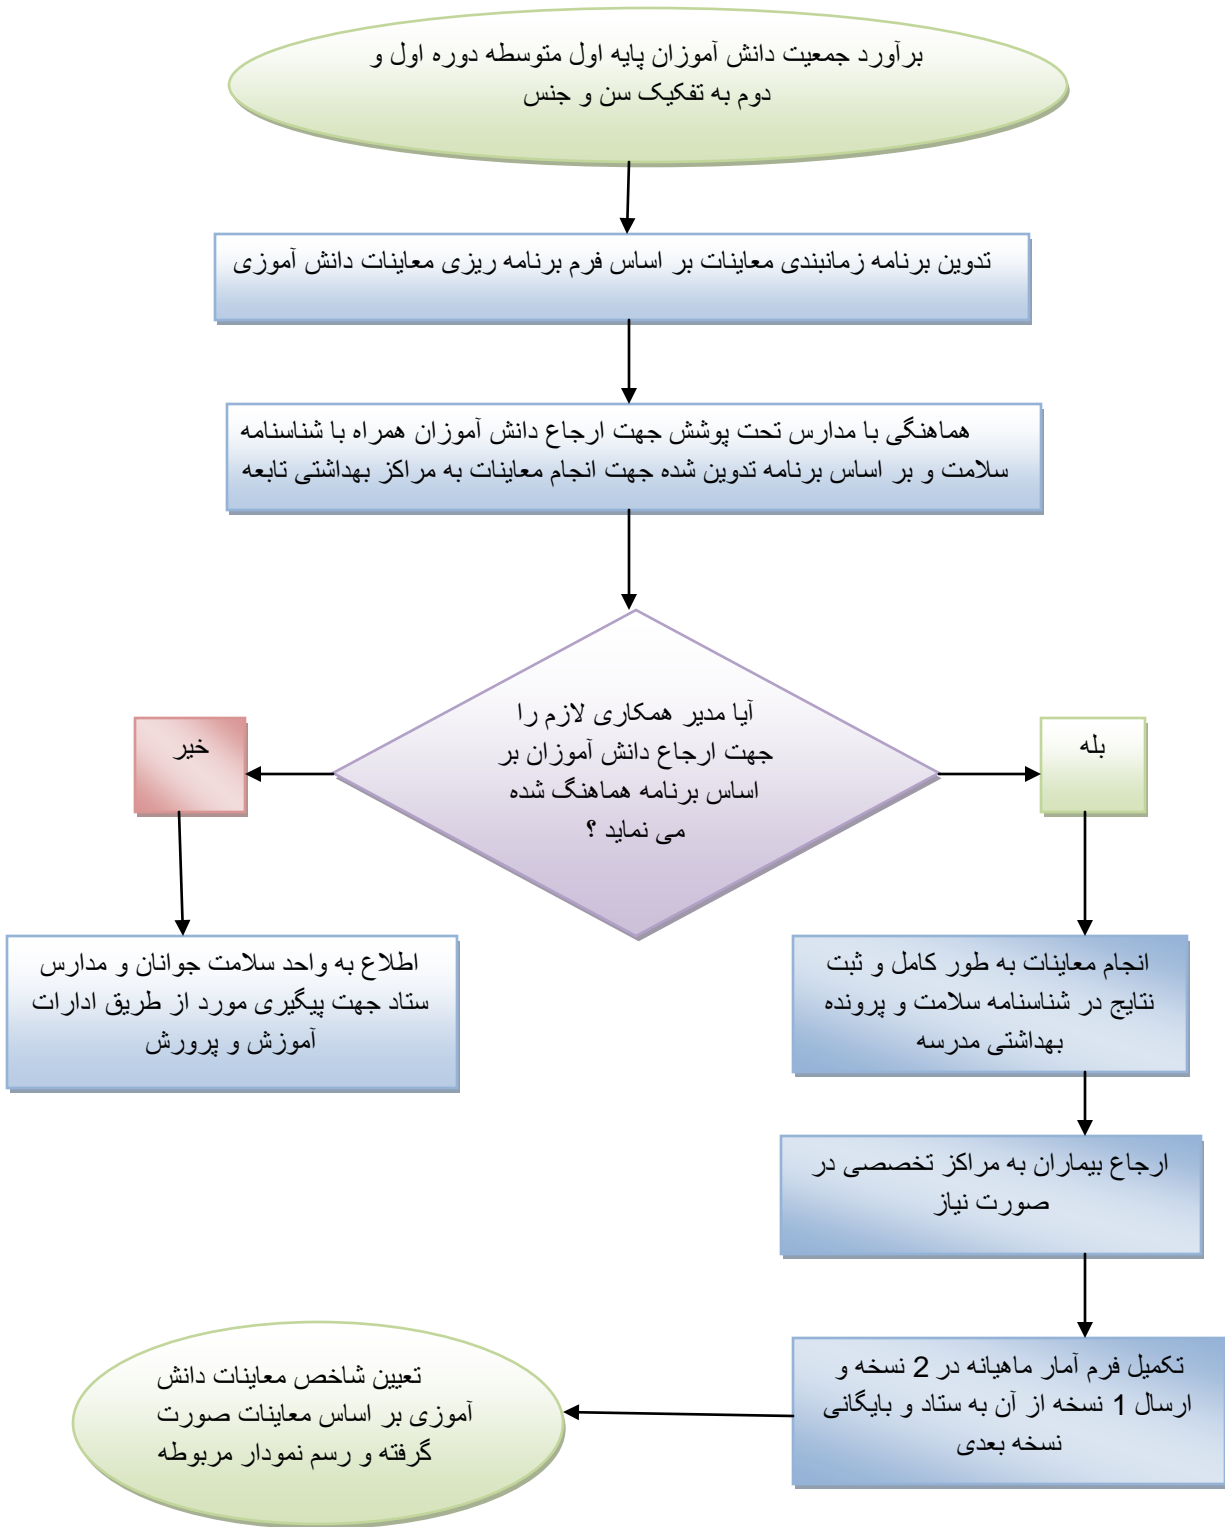 برآورد جمعیت دانش آموزان پایه اول متوسطه دوره اول و
دوم به تفکیک سن و جنس
تدوین برنامه زمانبندی معاینات بر اساس فرم برنامه ریزی معاینات دانش آموزی
هماهنگی با مدارس تحت پوشش جهت ارجاع دانش آموزان همراه با شناسنامه
سلامت و بر اساس برنامه تدوین شده جهت انجام معاینات به مراکز بهداشتی تابعه
آیا مدیر همکاری لازم را
جهت ارجاع دانش آموزان بر
اساس برنامه هماهنگ شده
می نماید ؟
بله
خیر
انجام معاینات به طور کامل و ثبت
نتایج در شناسنامه سلامت و پرونده
بهداشتی مدرسه
اطلاع به واحد سلامت جوانان و مدارس
ستاد جهت پیگیری مورد از طریق ادارات
آموزش و پرورش
ارجاع بیماران به مراکز تخصصی در
صورت نیاز
تکمیل فرم آمار ماهیانه در 2 نسخه و
ارسال 1 نسخه از آن به ستاد و بایگانی
نسخه بعدی
تعیین شاخص معاینات دانش
آموزی بر اساس معاینات صورت
گرفته و رسم نمودار مربوطه